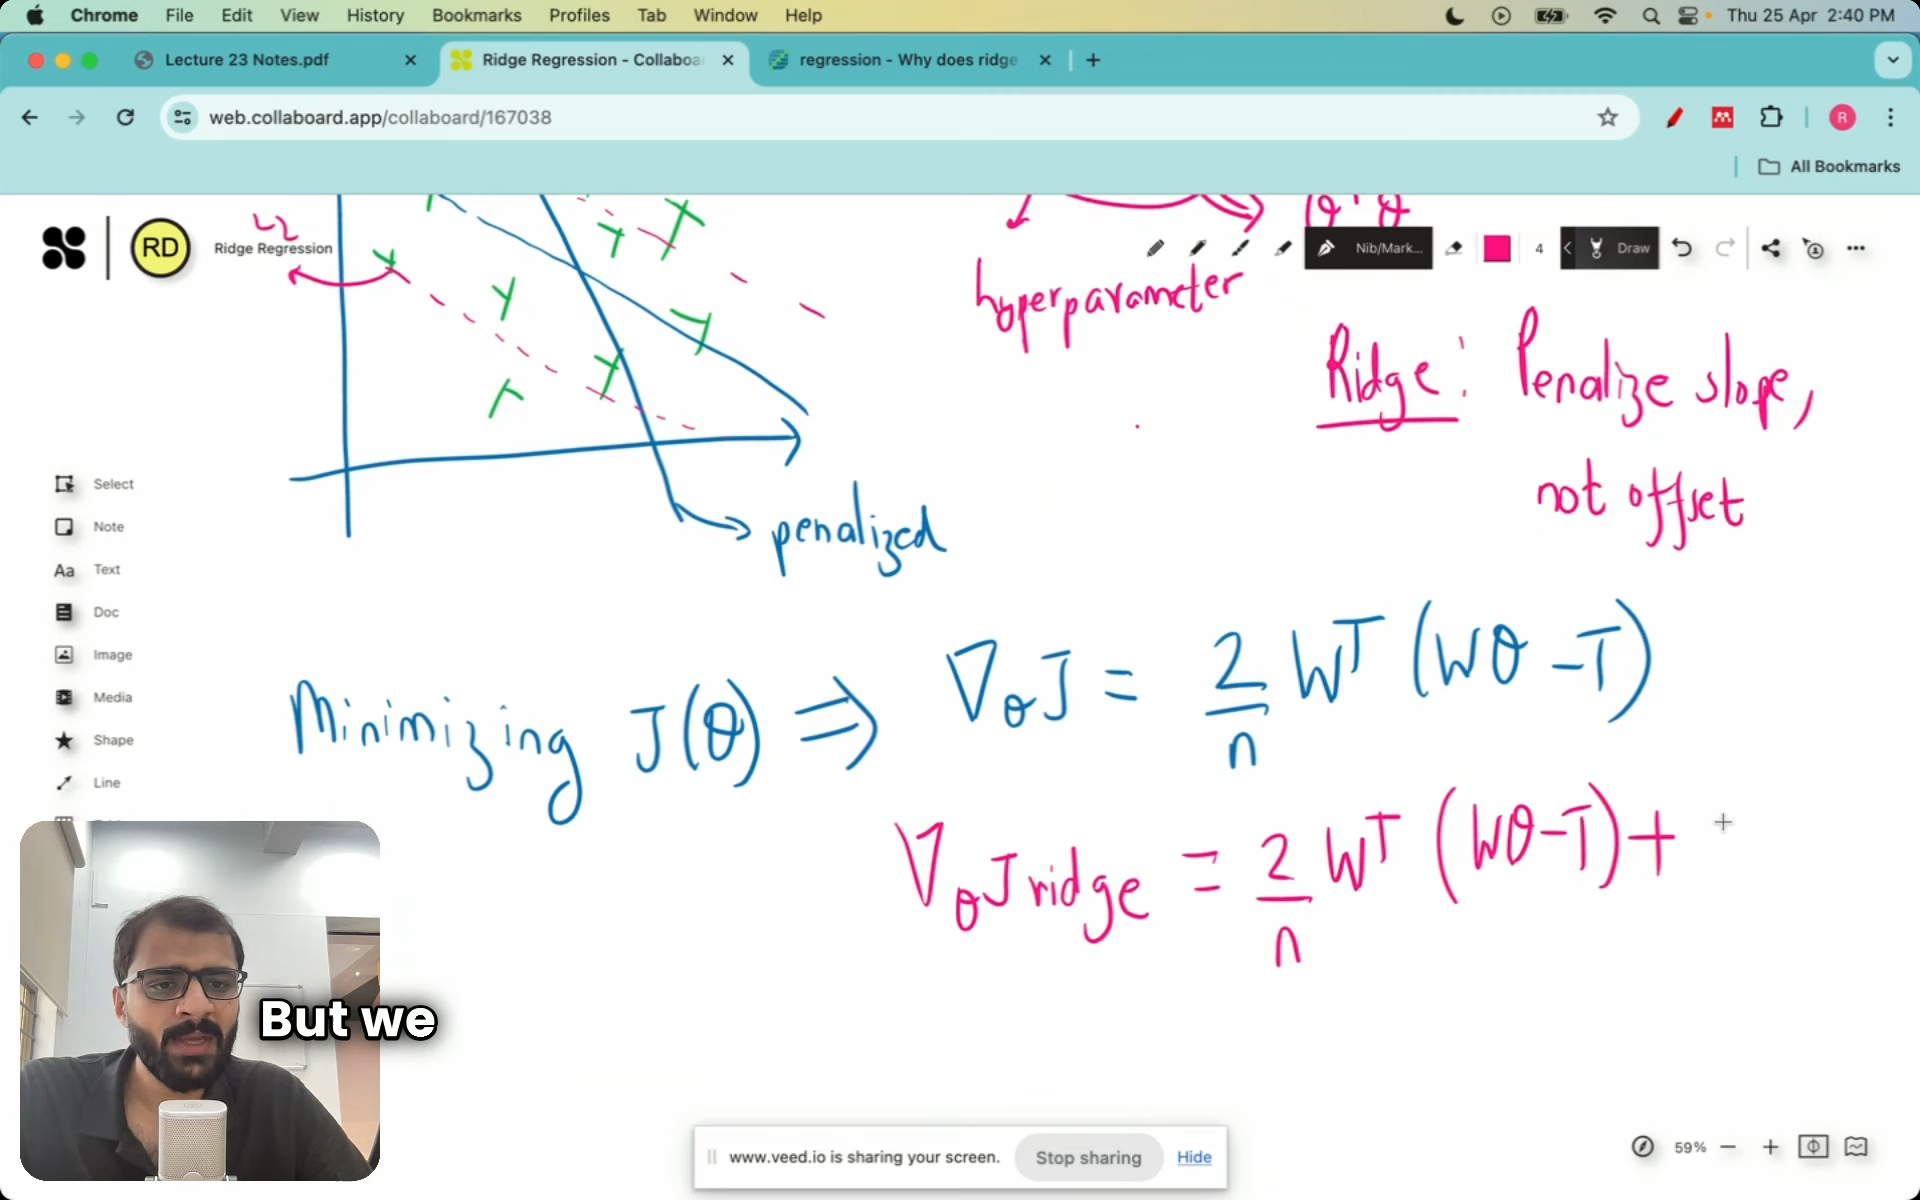 Chrome File Edit View History Bookmarks Profiles Tab Window Help Thu 25 Apr 2:40 PM
Lecture 23 Notes.pdf Ridge Regression - Collaboar regression - Why does ridge
web.collaboard.app/collaboard/167038 R
All Bookmarks
L2
RD Ridge Regression
Nib/Mark... 4 Draw
hyperparameter
Ridge: Penalize slope,
not offset
penalized
Select
Note
Aa Text
Doc
Image
Media
Shape
Line
Minimizing J(θ) ⇒ ∇θJ = 2/n Wᵀ (Wθ - T)
∇θJridge = 2/n Wᵀ (Wθ-T) +
But we
www.veed.io is sharing your screen. Stop sharing Hide
59%